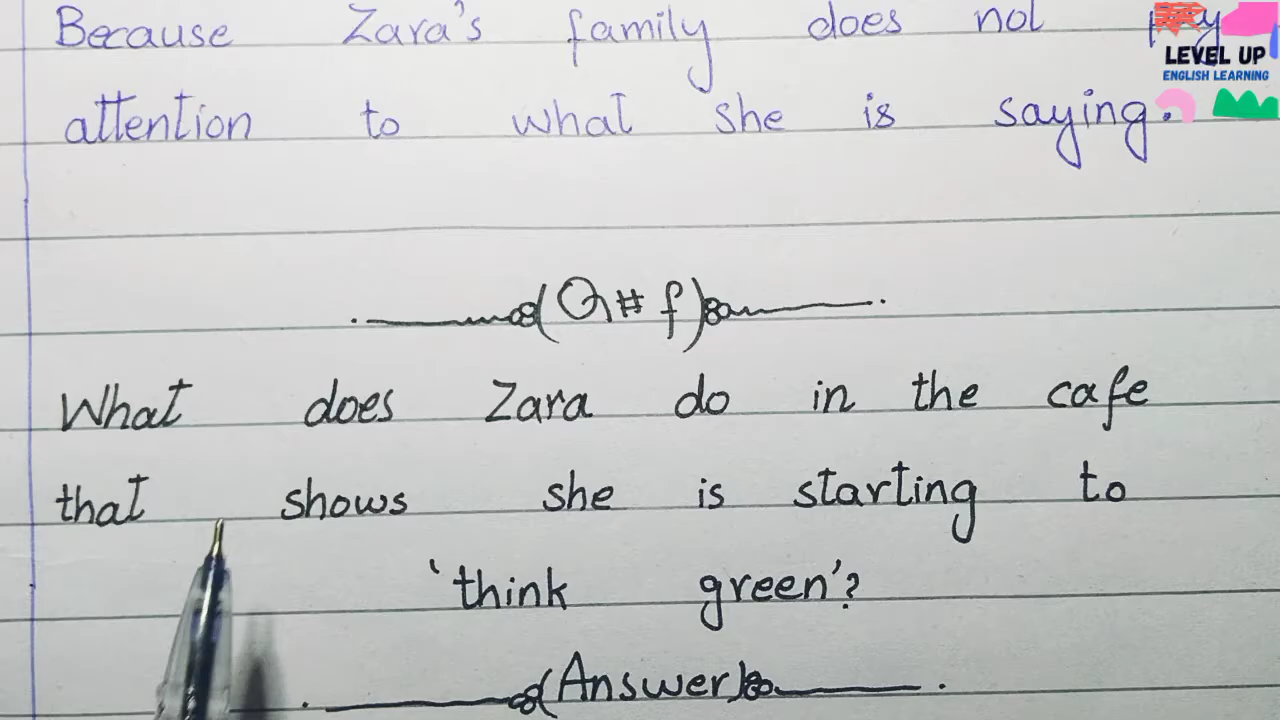 Because Zara's family does not pay
LEVEL UP
ENGLISH LEARNING
attention to what she is saying.
(Q# f)
What does Zara do in the cafe
that shows she is starting to
'think green'?
(Answer)